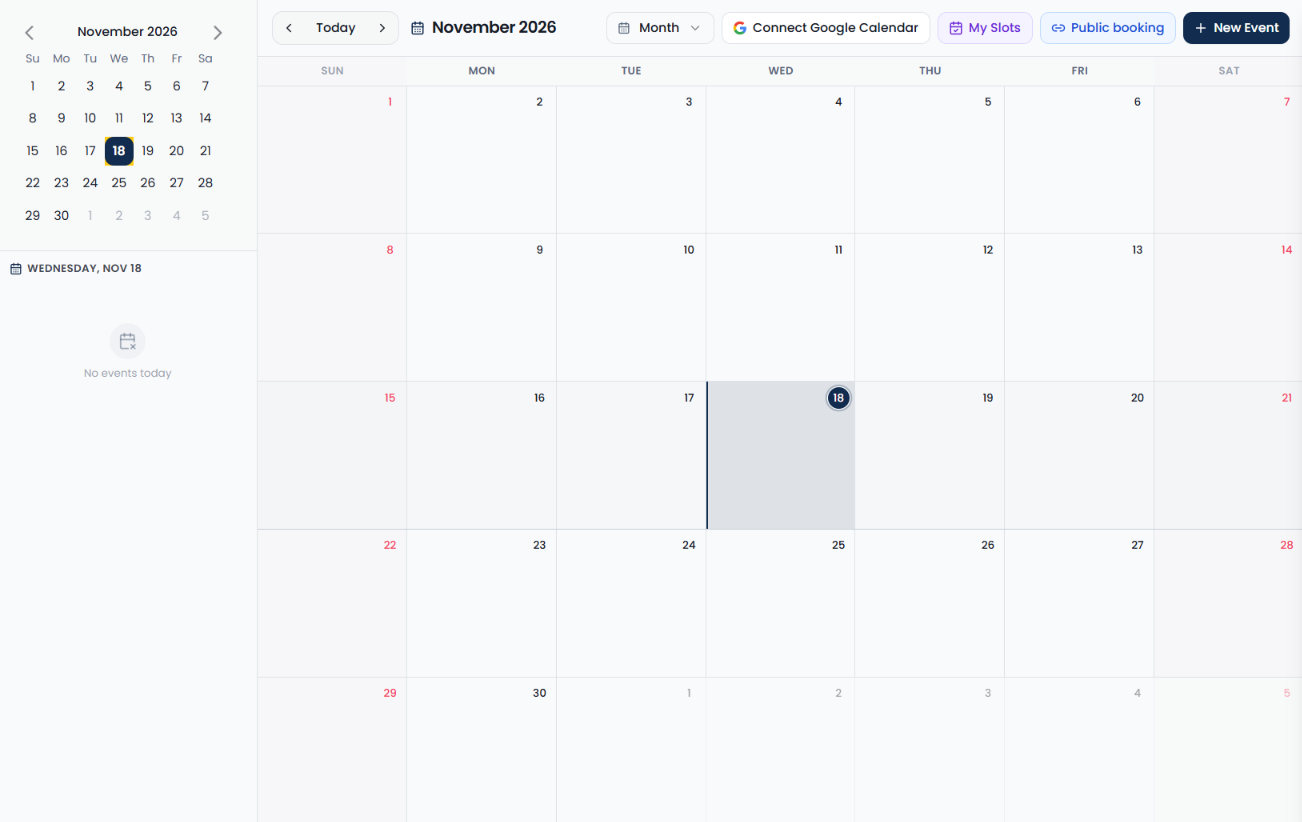 November 2026
Su Mo Tu We Th Fr Sa
1 2 3 4 5 6 7
8 9 10 11 12 13 14
15 16 17 18 19 20 21
22 23 24 25 26 27 28
29 30 1 2 3 4 5
WEDNESDAY, NOV 18
No events today
Today November 2026 Month Connect Google Calendar My Slots Public booking + New Event
SUN MON TUE WED THU FRI SAT
1 2 3 4 5 6 7
8 9 10 11 12 13 14
15 16 17 18 19 20 21
22 23 24 25 26 27 28
29 30 1 2 3 4 5